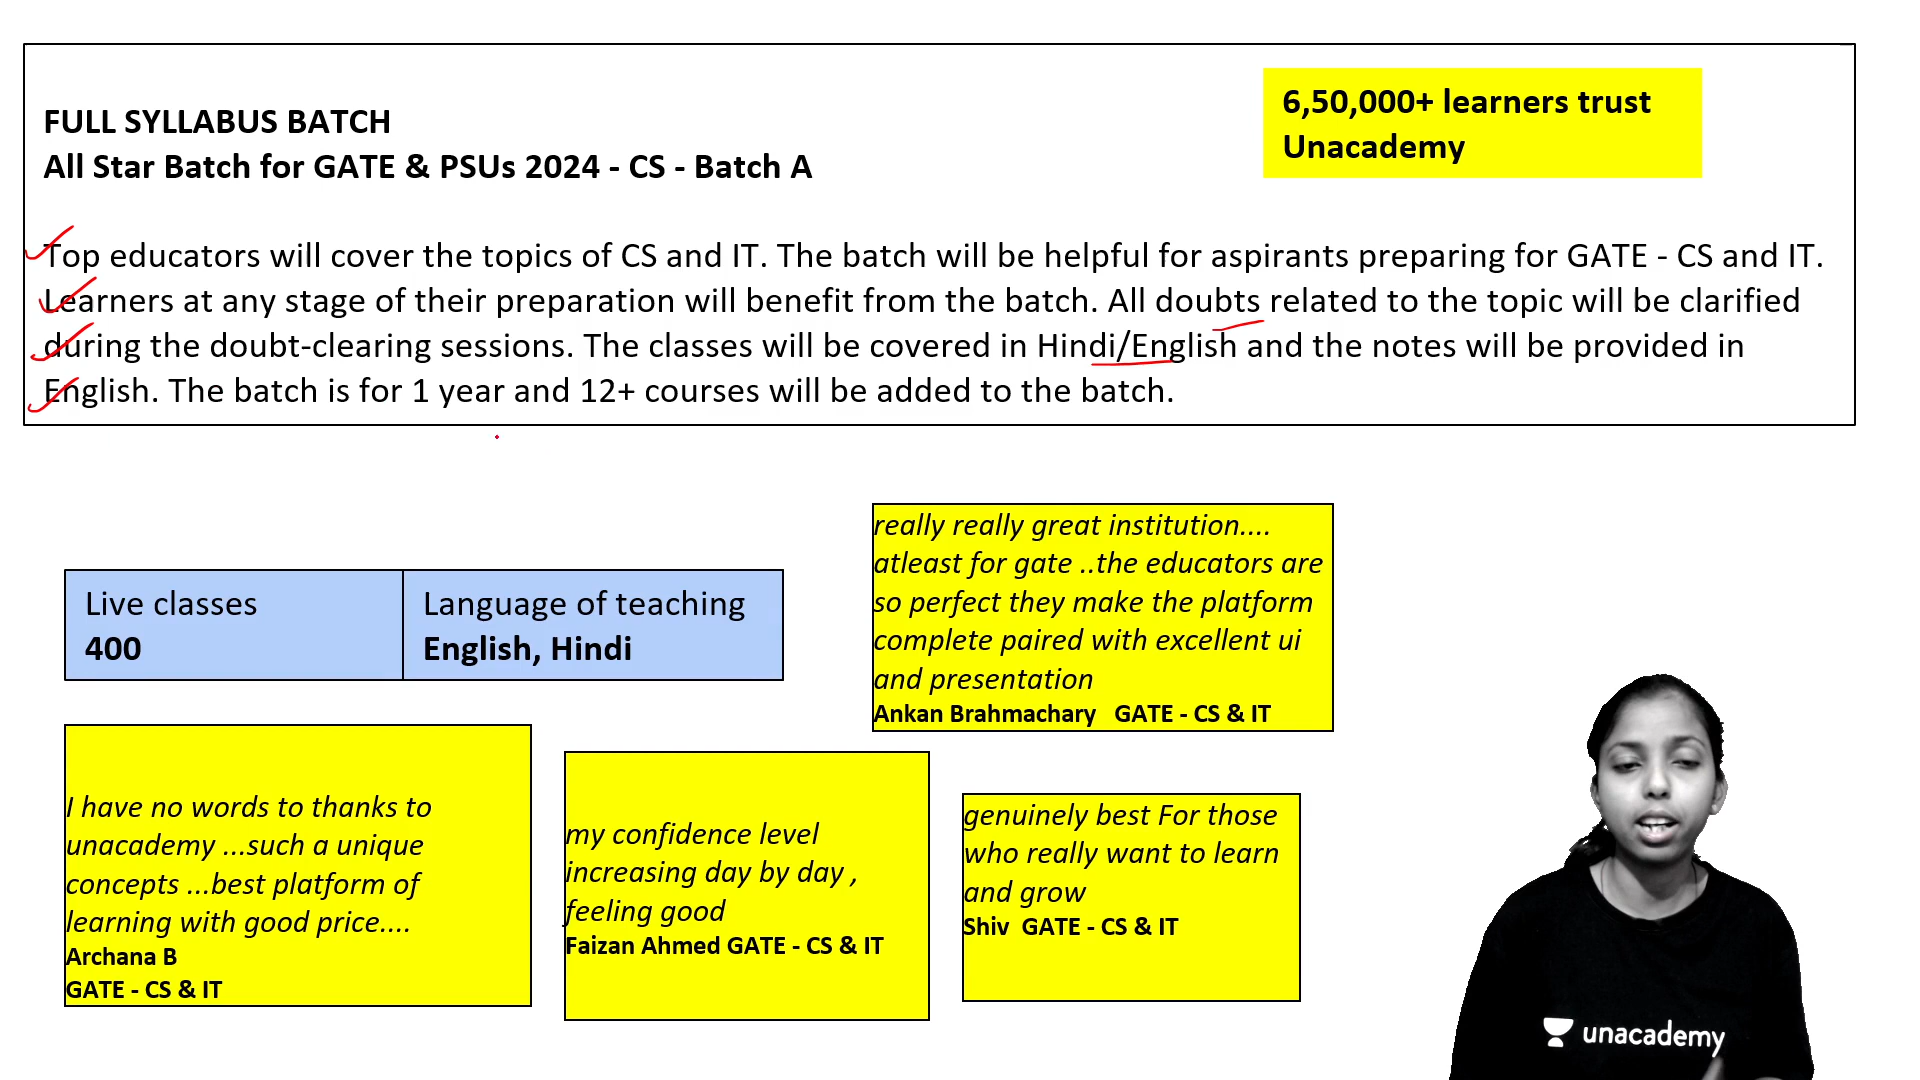 FULL SYLLABUS BATCH
All Star Batch for GATE & PSUs 2024 - CS - Batch A
6,50,000+ learners trust
Unacademy
Top educators will cover the topics of CS and IT. The batch will be helpful for aspirants preparing for GATE - CS and IT.
Learners at any stage of their preparation will benefit from the batch. All doubts related to the topic will be clarified
during the doubt-clearing sessions. The classes will be covered in Hindi/English and the notes will be provided in
English. The batch is for 1 year and 12+ courses will be added to the batch.
Live classes
400
Language of teaching
English, Hindi
really really great institution....
atleast for gate ..the educators are
so perfect they make the platform
complete paired with excellent ui
and presentation
Ankan Brahmachary GATE - CS & IT
I have no words to thanks to
unacademy ...such a unique
concepts ...best platform of
learning with good price....
Archana B
GATE - CS & IT
my confidence level
increasing day by day ,
feeling good
Faizan Ahmed GATE - CS & IT
genuinely best For those
who really want to learn
and grow
Shiv GATE - CS & IT
unacademy